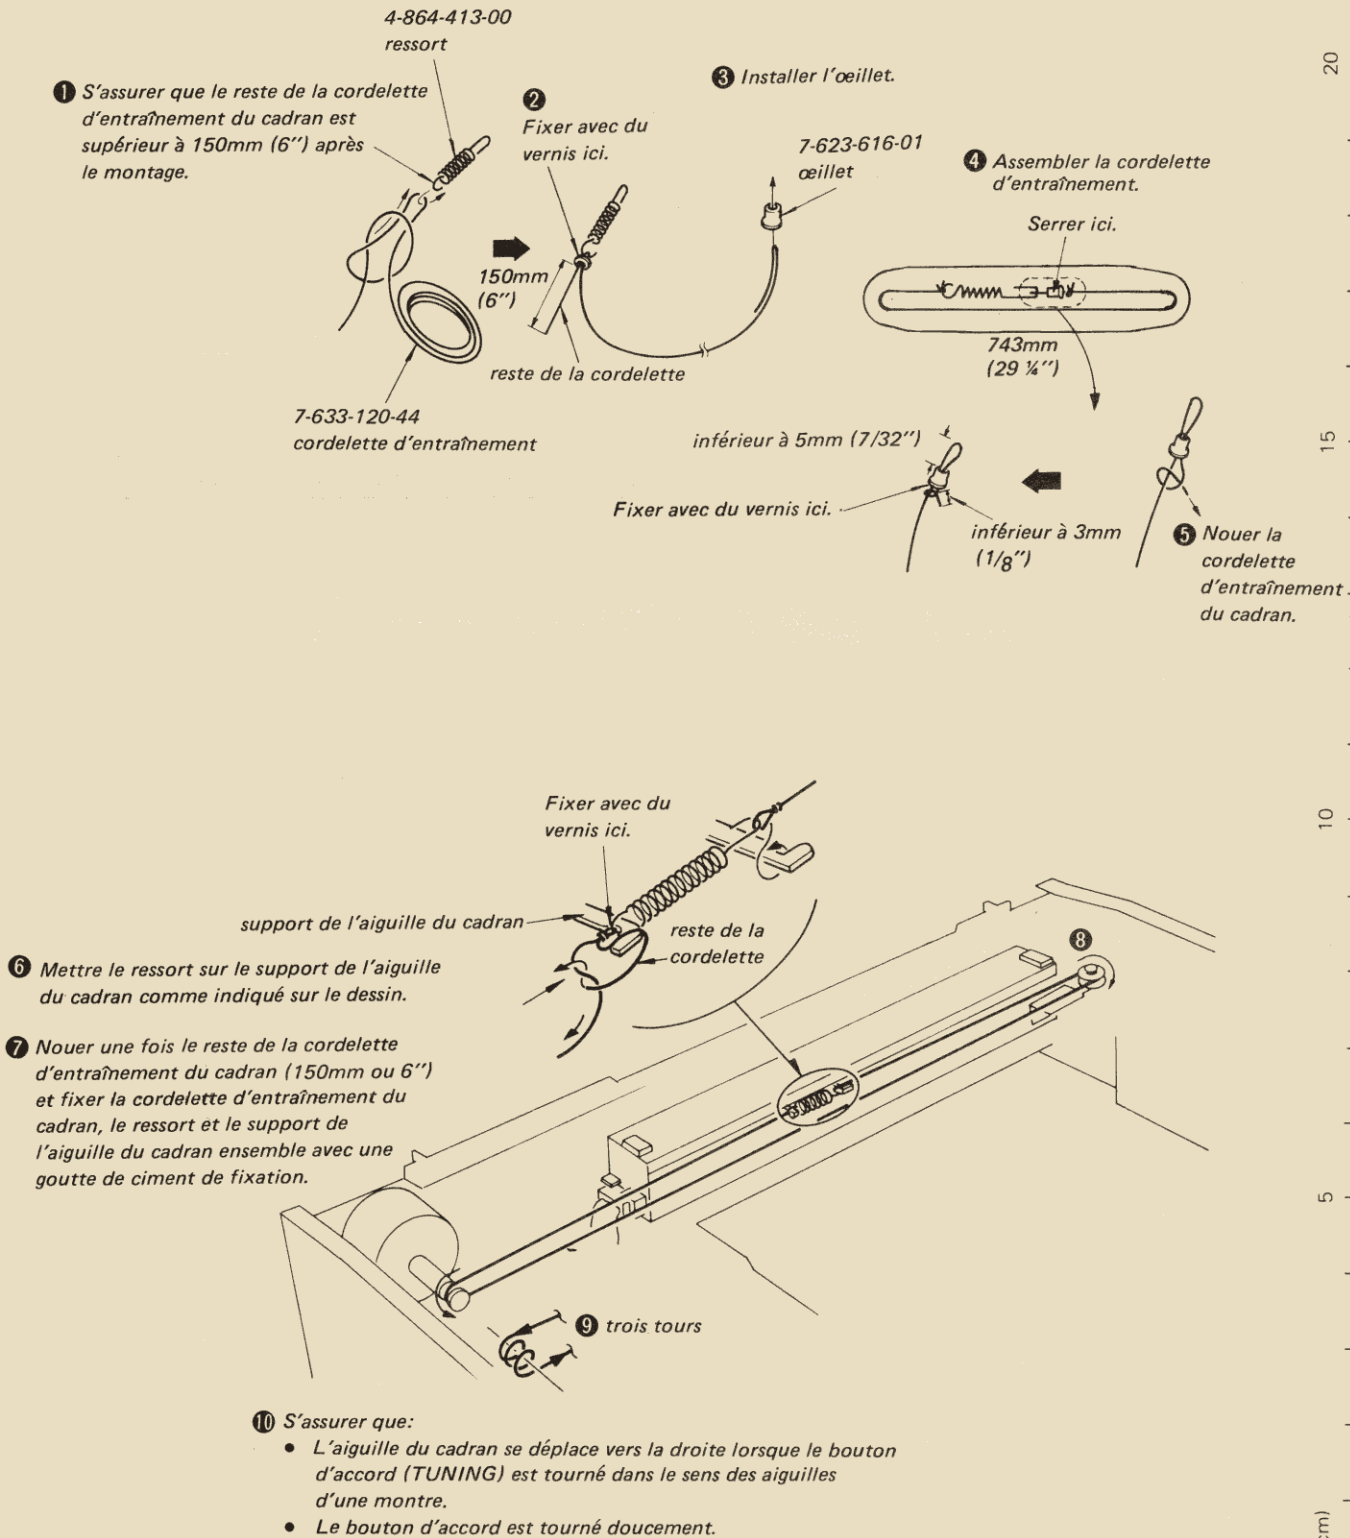 4-864-413-00
ressort
❶ S'assurer que le reste de la cordelette
d'entraînement du cadran est
supérieur à 150mm (6'') après
le montage.
❷
Fixer avec du
vernis ici.
❸ Installer l'œillet.
7-623-616-01
œillet
❹ Assembler la cordelette
d'entraînement.
Serrer ici.
150mm
(6'')
743mm
(29 ¼'')
reste de la cordelette
7-633-120-44
cordelette d'entraînement
inférieur à 5mm (7/32'')
Fixer avec du vernis ici.
inférieur à 3mm
(1/8'')
❺ Nouer la
cordelette
d'entraînement
du cadran.
Fixer avec du
vernis ici.
support de l'aiguille du cadran
reste de la
cordelette
❻ Mettre le ressort sur le support de l'aiguille
du cadran comme indiqué sur le dessin.
❼ Nouer une fois le reste de la cordelette
d'entraînement du cadran (150mm ou 6'')
et fixer la cordelette d'entraînement du
cadran, le ressort et le support de
l'aiguille du cadran ensemble avec une
goutte de ciment de fixation.
❽
❾ trois tours
❿ S'assurer que:
● L'aiguille du cadran se déplace vers la droite lorsque le bouton
d'accord (TUNING) est tourné dans le sens des aiguilles
d'une montre.
● Le bouton d'accord est tourné doucement.
20
15
10
5
cm)